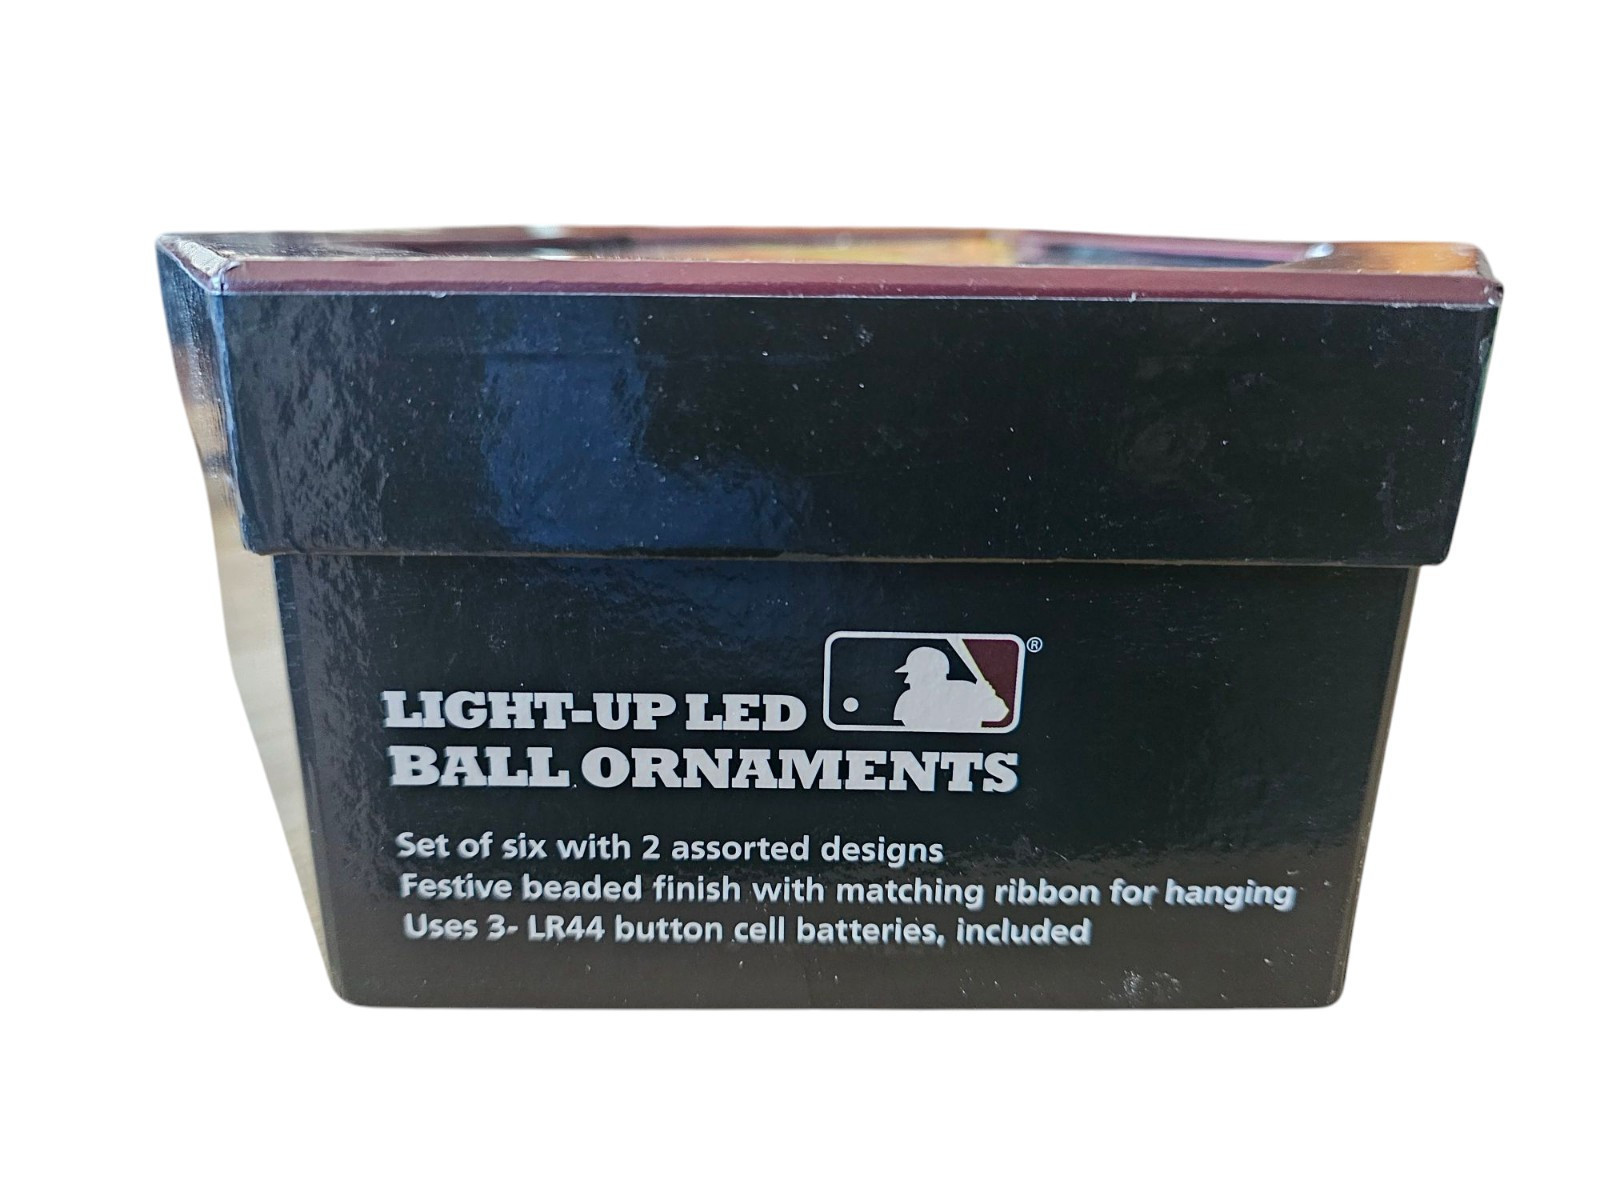 LIGHT-UP LED
®
BALL ORNAMENTS
Set of six with 2 assorted designs
Festive beaded finish with matching ribbon for hanging
Uses 3- LR44 button cell batteries, included